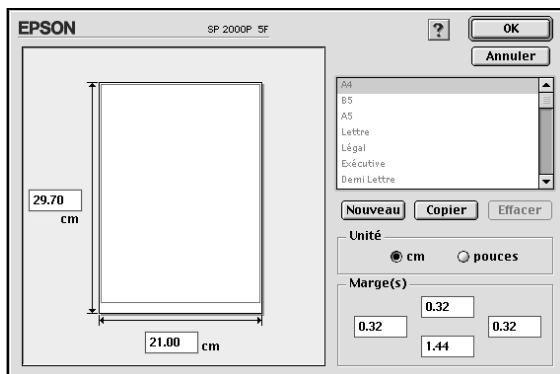 EPSON SP 2000P 5F ? OK
Annuler
A4
B5
A5
Lettre
Légal
Exécutive
Demi Lettre
29.70
cm
21.00 cm
Nouveau Copier Effacer
Unité
cm pouces
Marge(s)
0.32
0.32 0.32
1.44